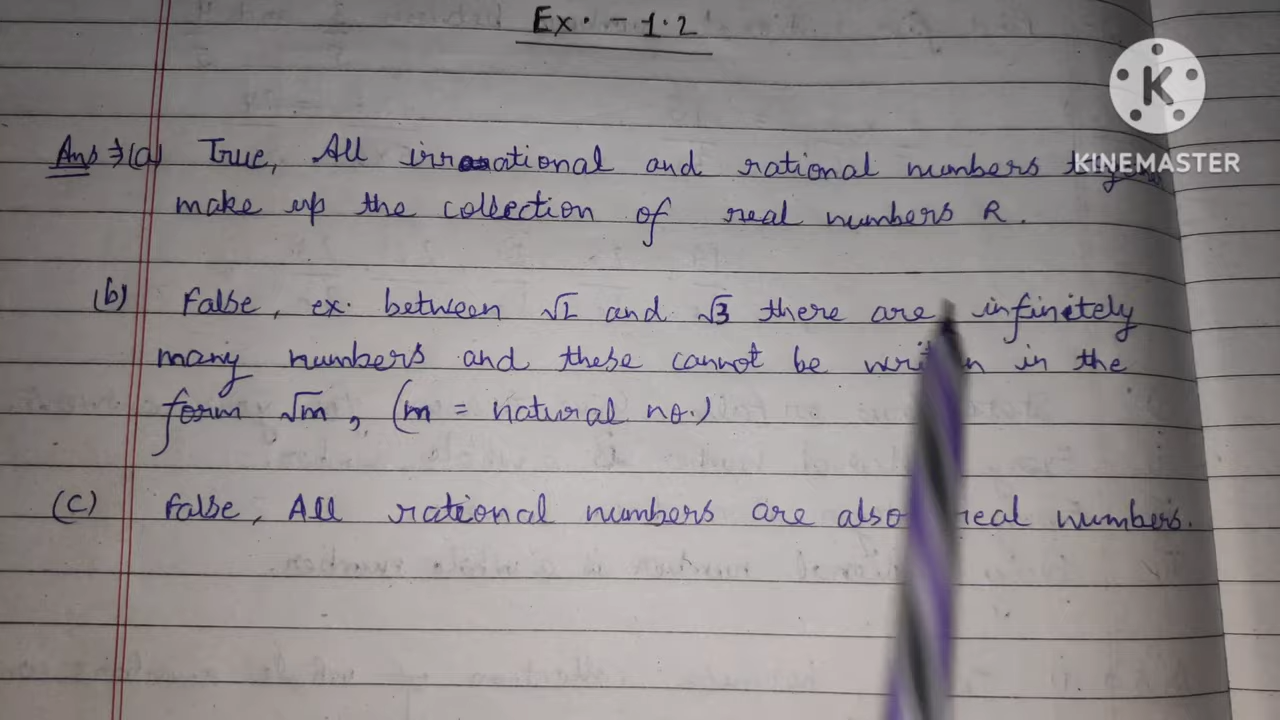 Ex. - 1.2
Ans → (a) True, All irrational and rational numbers
make up the collection of real numbers R.
(b) False, ex. between √2 and √3 there are infinitely
many numbers and these cannot be in the
form √m, (m = natural no.)
(c) False, All rational numbers are also real numbers.
K
KINEMASTER